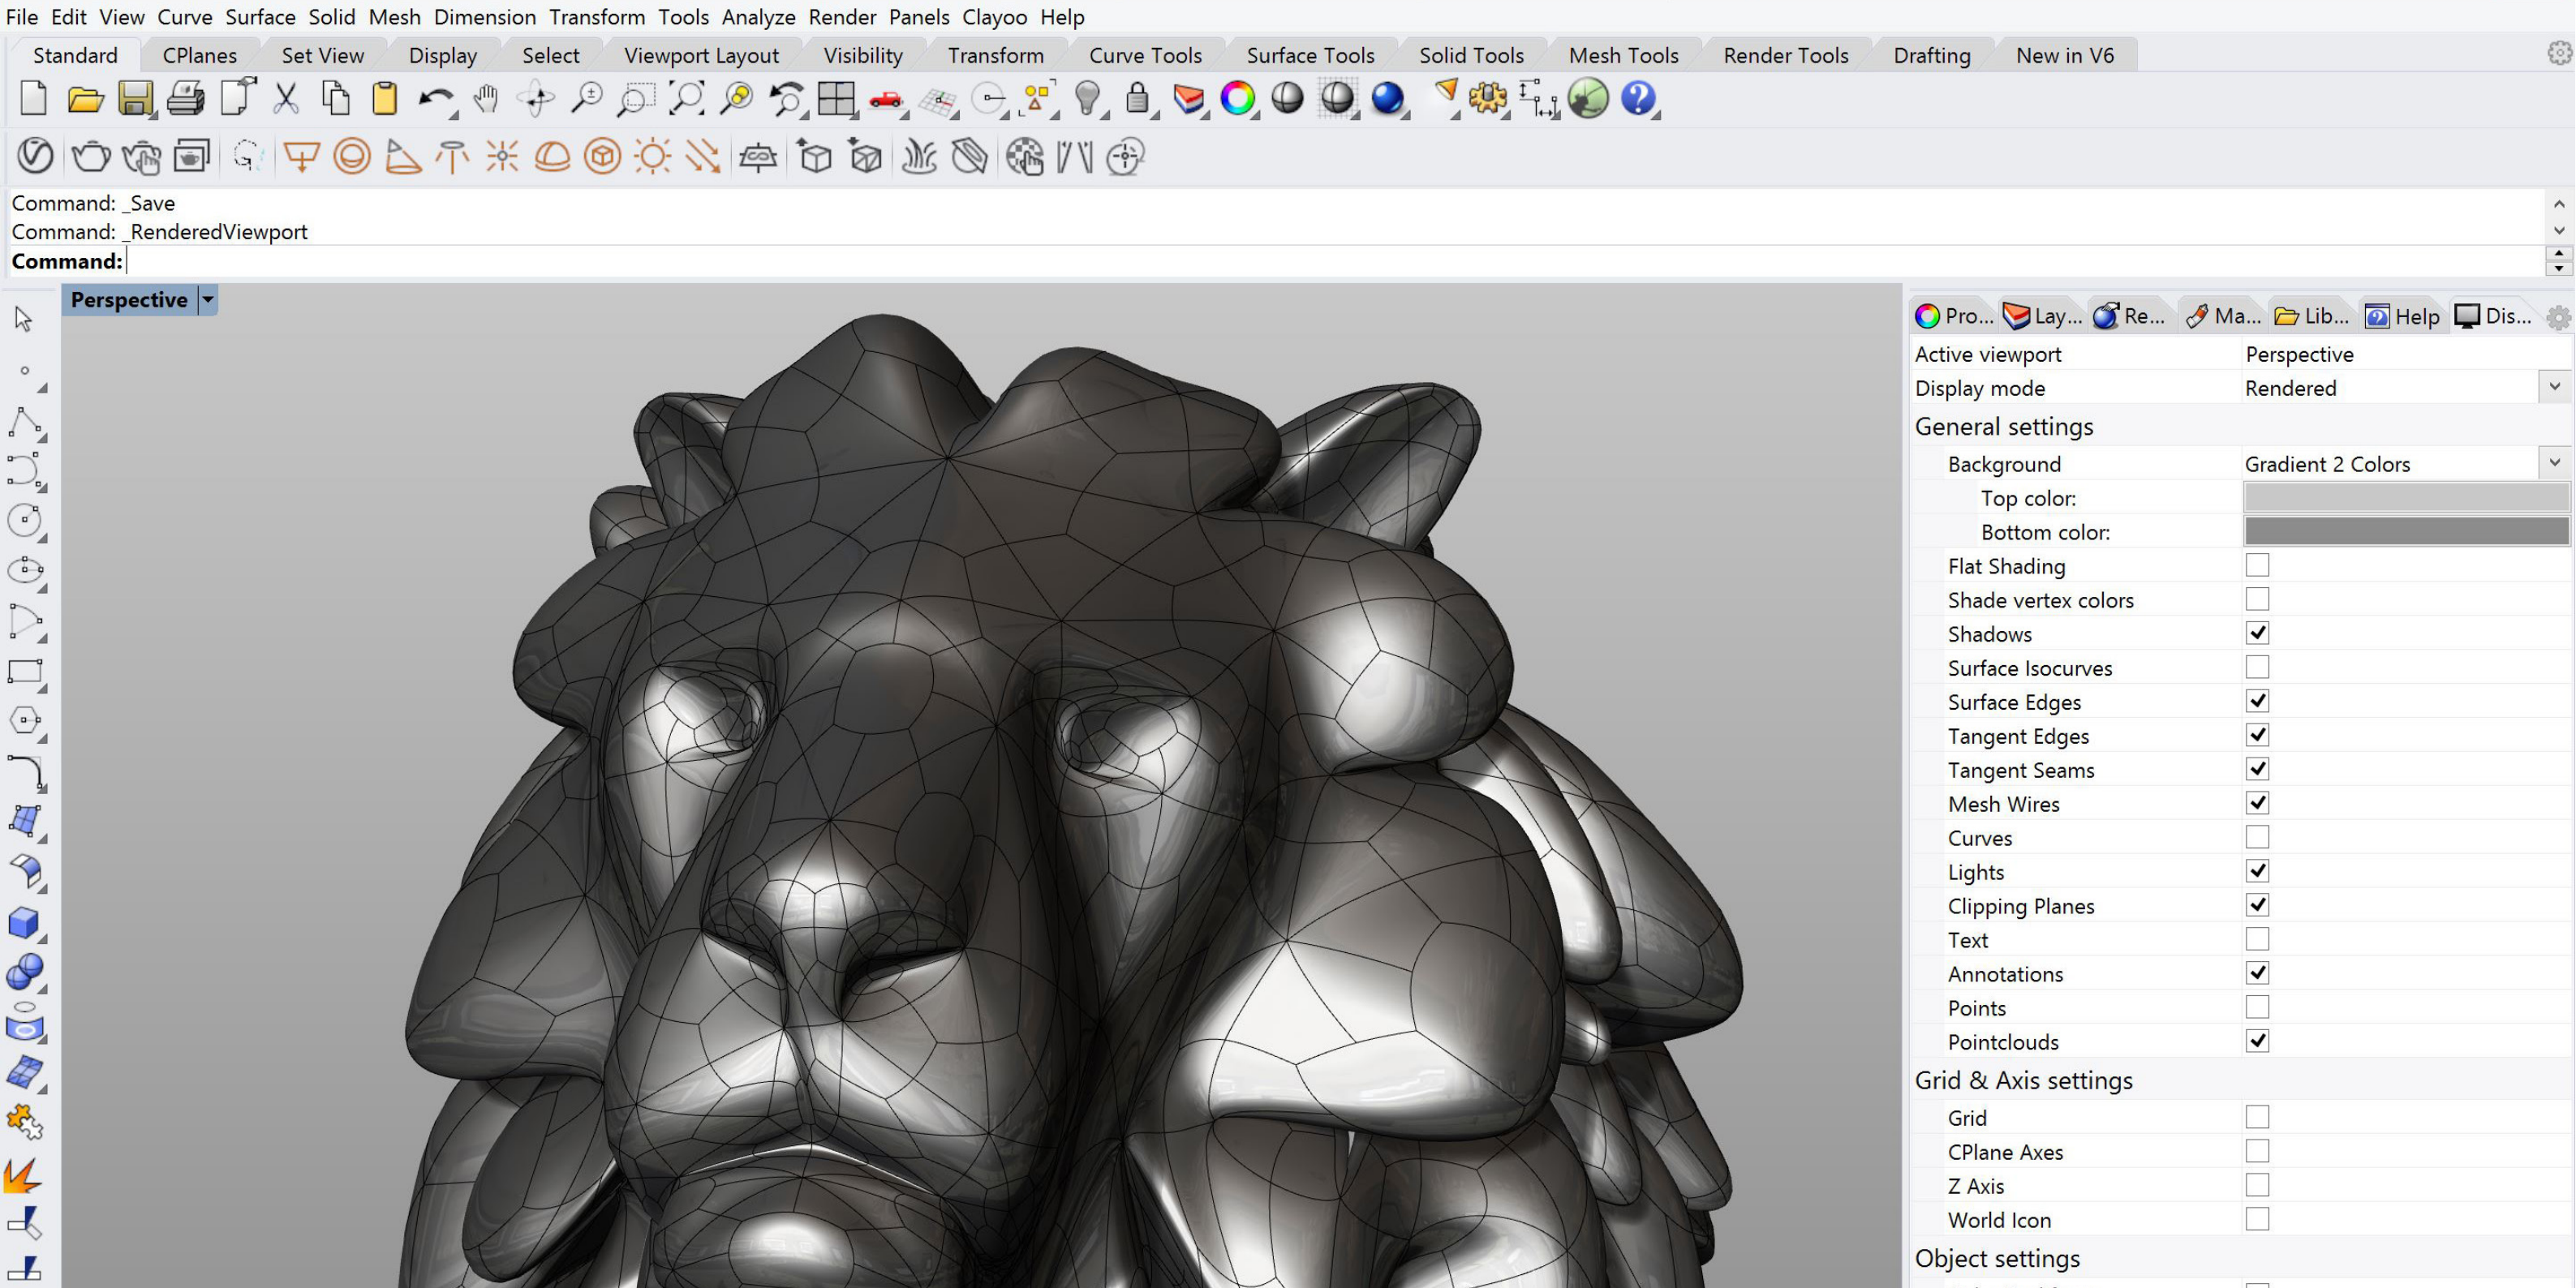 File Edit View Curve Surface Solid Mesh Dimension Transform Tools Analyze Render Panels Clayoo Help
Standard CPlanes Set View Display Select Viewport Layout Visibility Transform Curve Tools Surface Tools Solid Tools Mesh Tools Render Tools Drafting New in V6
Command: _Save
Command: _RenderedViewport
Command:
Perspective
Pro... Lay... Re... Ma... Lib... Help Dis...
Active viewport Perspective
Display mode Rendered
General settings
Background Gradient 2 Colors
Top color:
Bottom color:
Flat Shading
Shade vertex colors
Shadows
Surface Isocurves
Surface Edges
Tangent Edges
Tangent Seams
Mesh Wires
Curves
Lights
Clipping Planes
Text
Annotations
Points
Pointclouds
Grid & Axis settings
Grid
CPlane Axes
Z Axis
World Icon
Object settings